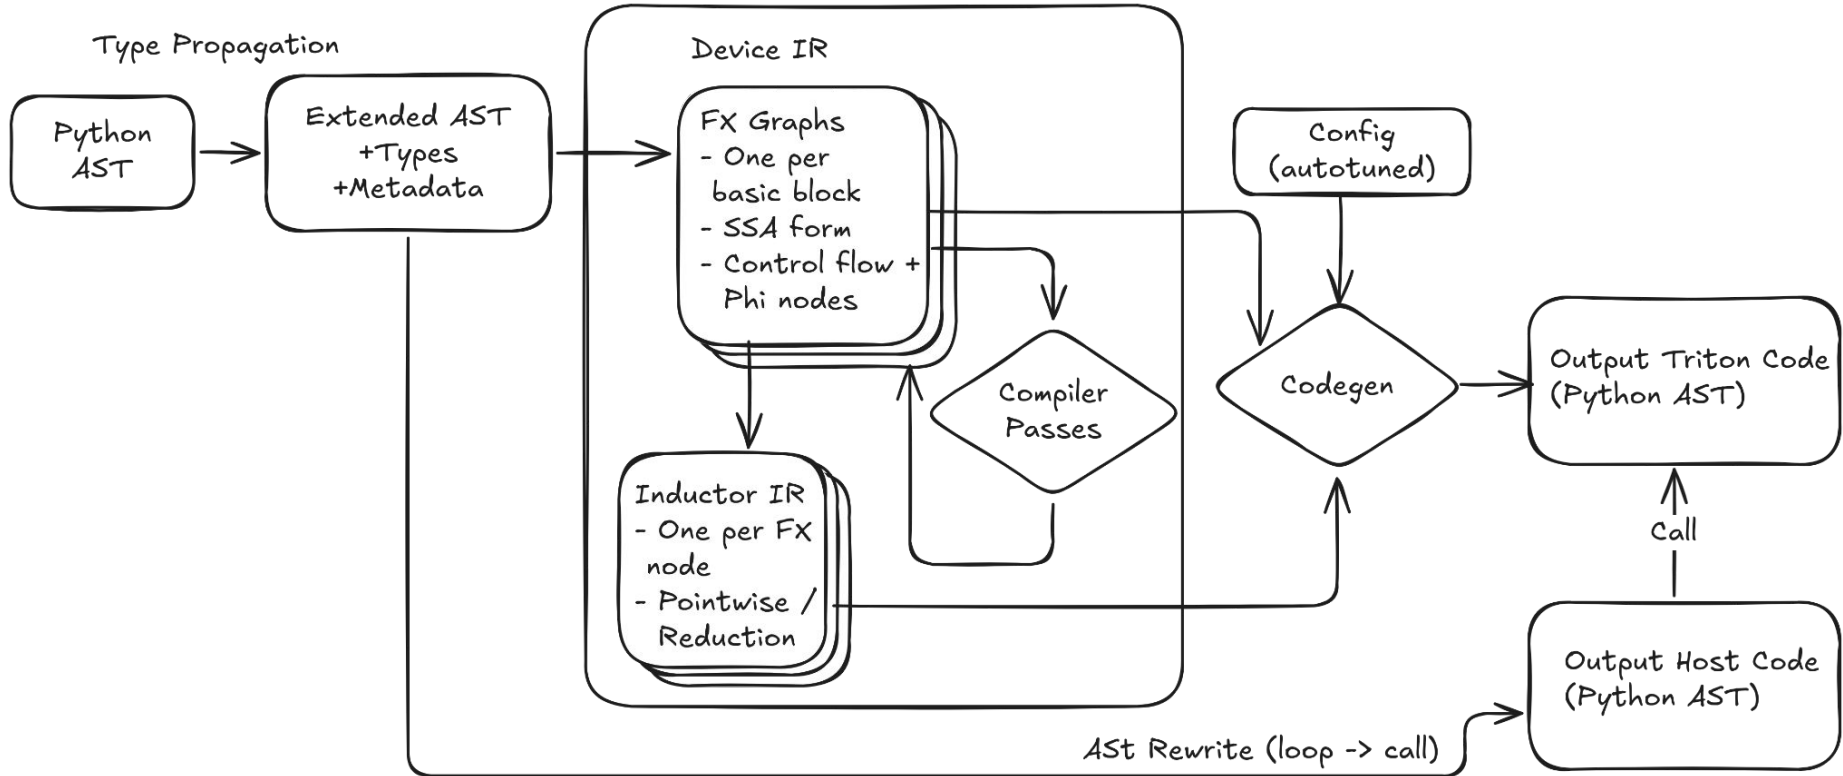 Type Propagation
Python
AST
Extended AST
+Types
+Metadata
Device IR
FX Graphs
- One per
basic block
- SSA form
- Control flow +
Phi nodes
Inductor IR
- One per FX
node
- Pointwise /
Reduction
Compiler
Passes
Config
(autotuned)
Codegen
Output Triton Code
(Python AST)
Call
Output Host Code
(Python AST)
ASt Rewrite (loop -> call)